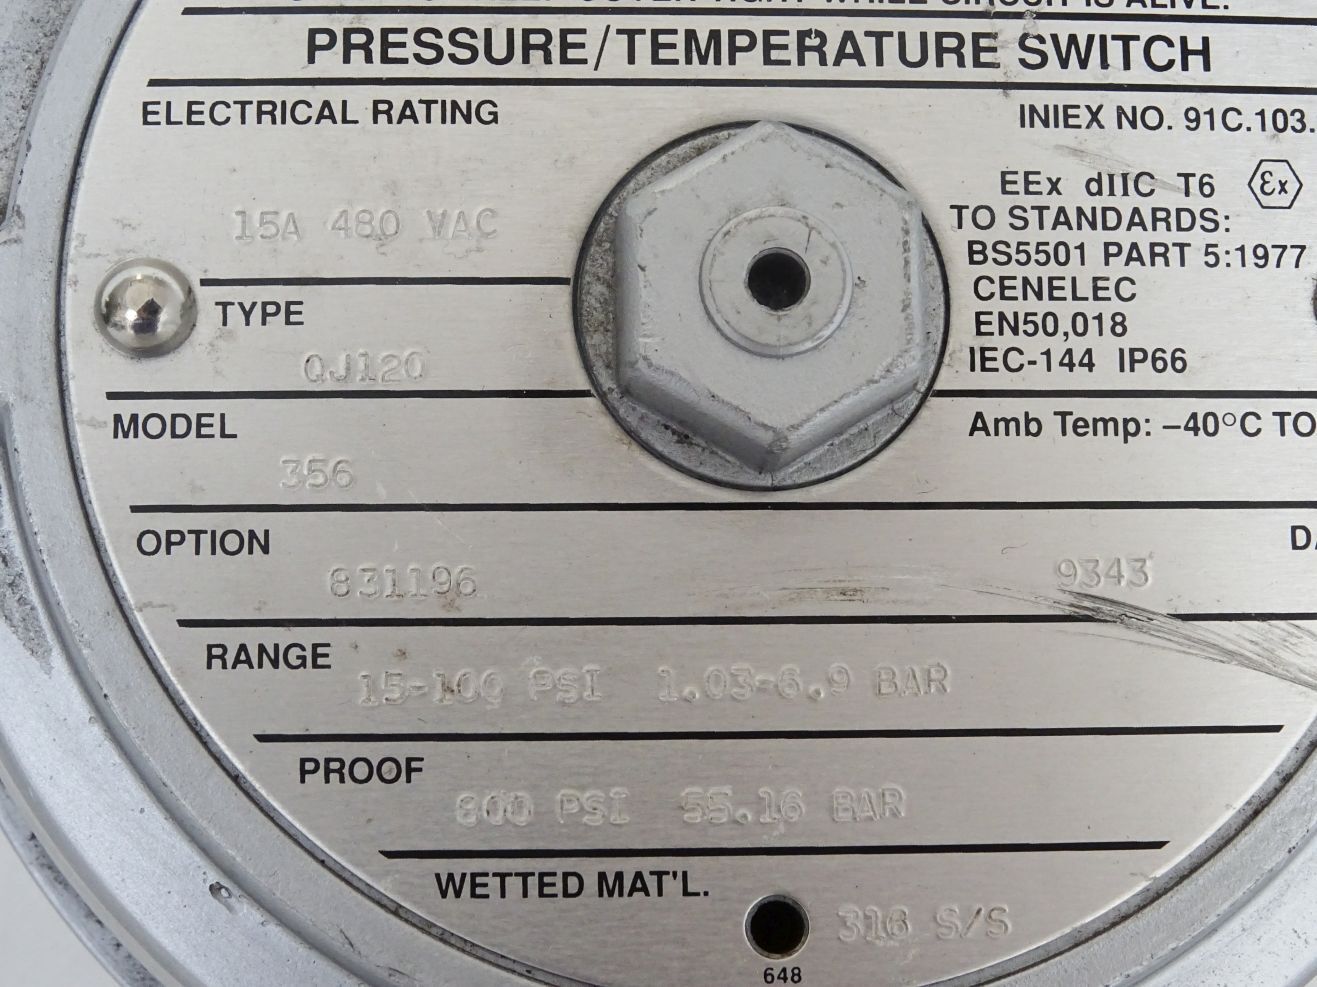 PRESSURE/TEMPERATURE SWITCH
ELECTRICAL RATING
15A 480 VAC
INIEX NO. 91C.103.
EEx dIIC T6 Ex
TO STANDARDS:
BS5501 PART 5:1977
CENELEC
EN50,018
IEC-144 IP66
TYPE
QJ120
Amb Temp: –40°C TO
MODEL
356
OPTION
831196
9343
RANGE
15-100 PSI 1.03-6.9 BAR
PROOF
800 PSI 55.16 BAR
WETTED MAT'L.
316 S/S
648